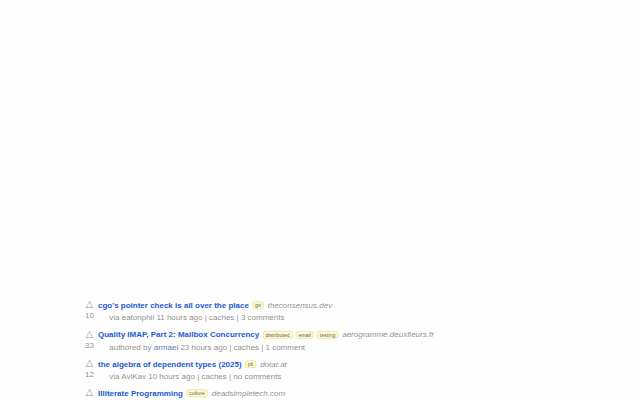 cgo's pointer check is all over the place go theconsensus.dev
10 via eatonphil 11 hours ago | caches | 3 comments
Quality IMAP, Part 2: Mailbox Concurrency distributed email testing aerogramme.deuxfleurs.fr
33 authored by armael 23 hours ago | caches | 1 comment
the algebra of dependent types (2025) plt dotat.at
12 via AviKav 10 hours ago | caches | no comments
Illiterate Programming culture deadsimpletech.com